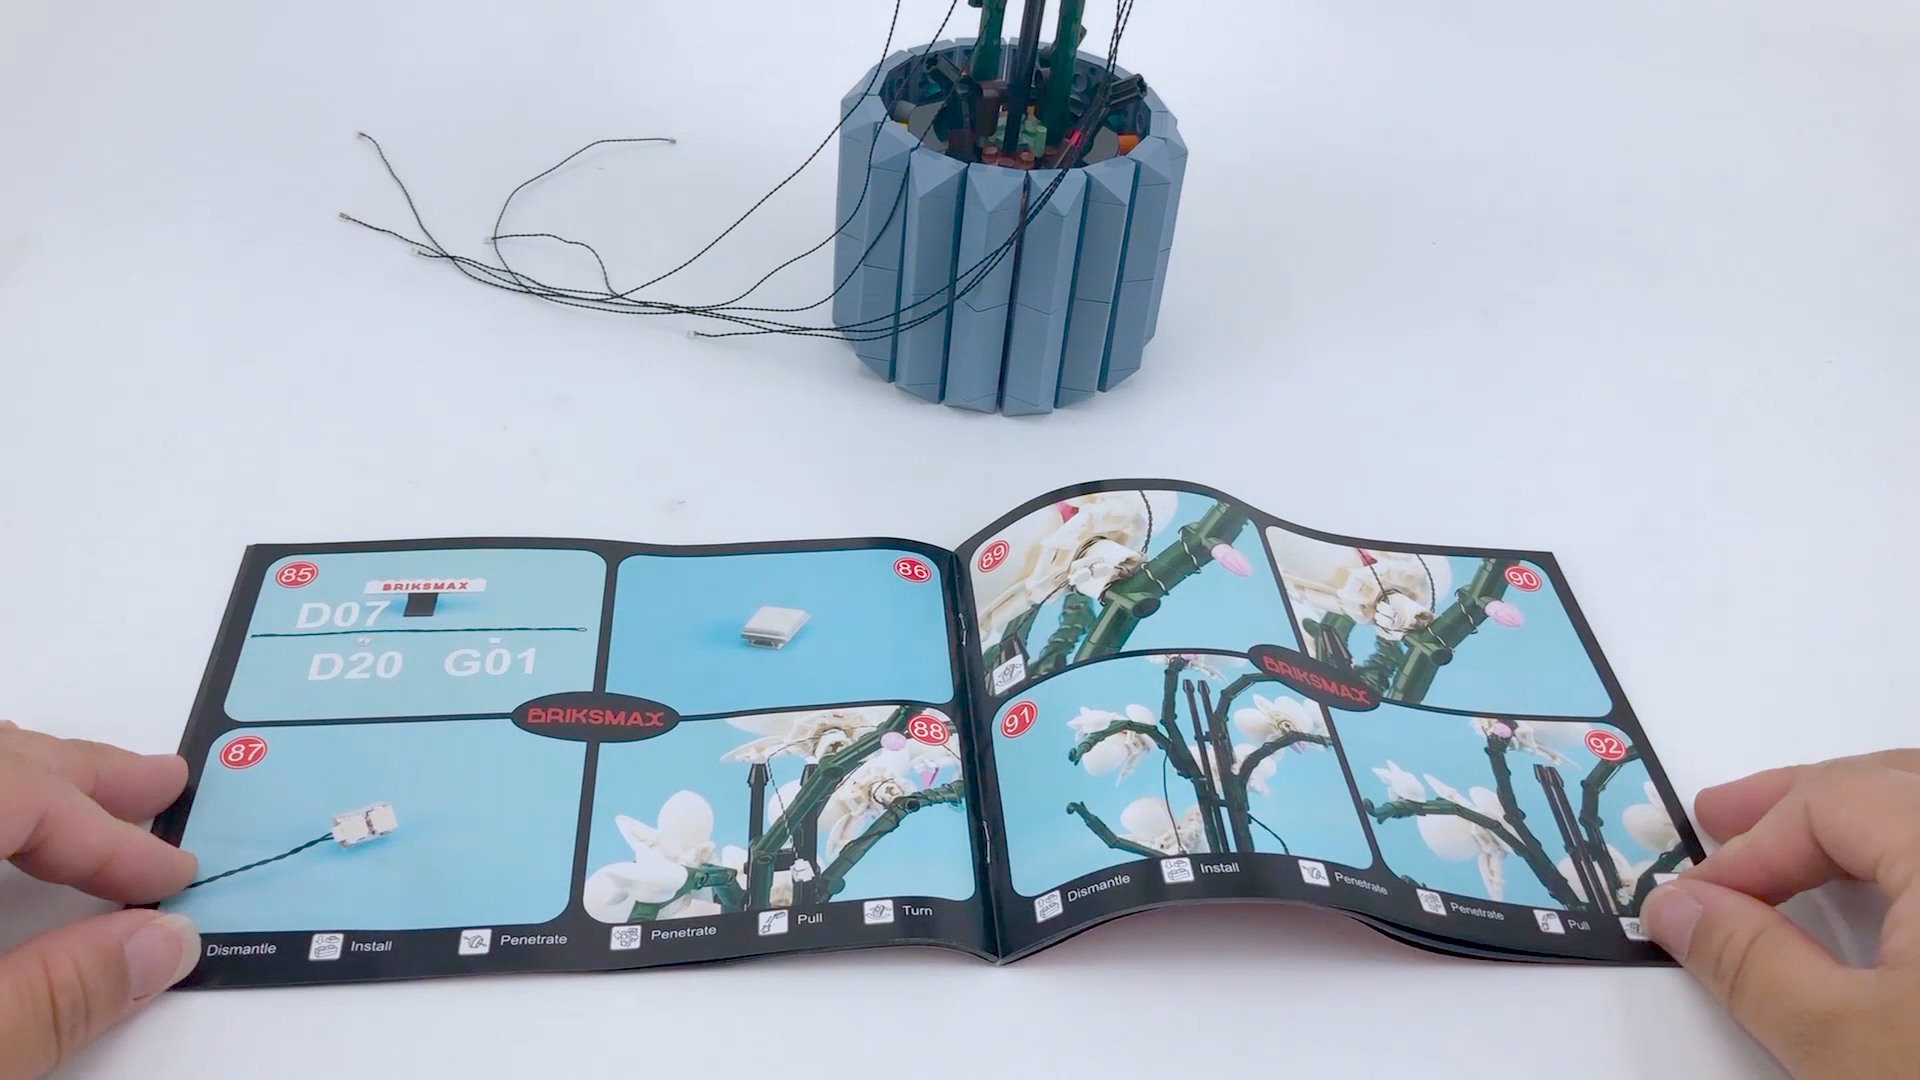 85
BRIKSMAX
D07
D20 G01
86
BRIKSMAX
87
88
Dismantle Install Penetrate Penetrate Pull Turn
89
90
BRIKSMAX
91
92
Dismantle Install Penetrate Penetrate Pull